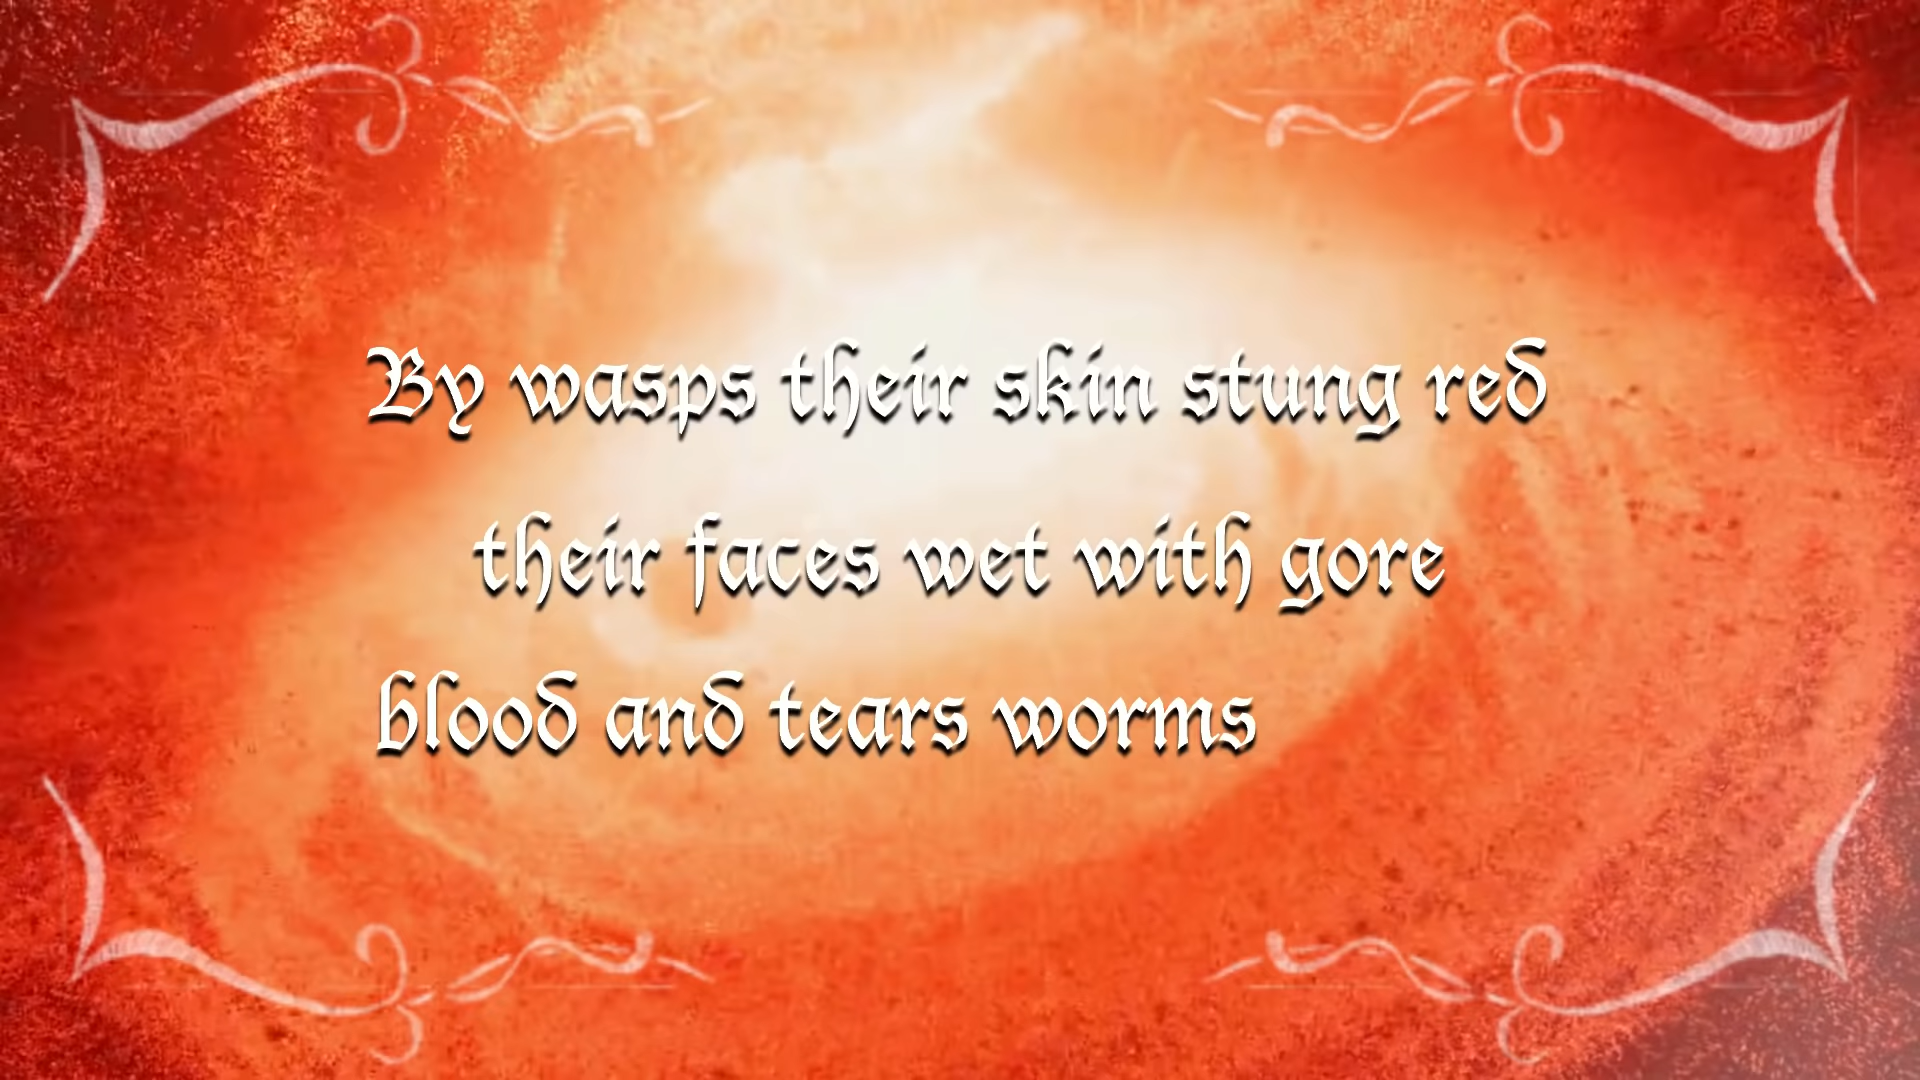 By wasps their skin stung red
their faces wet with gore
blood and tears worms